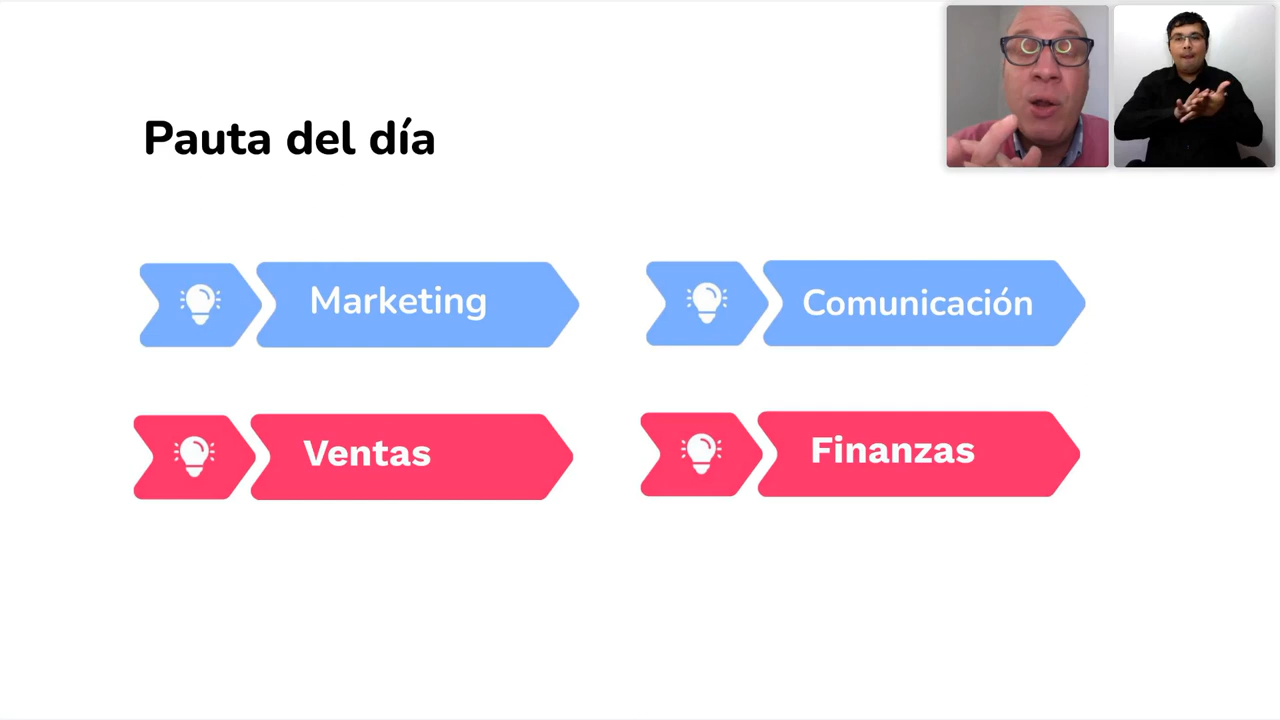 Pauta del día
Marketing
Comunicación
Ventas
Finanzas